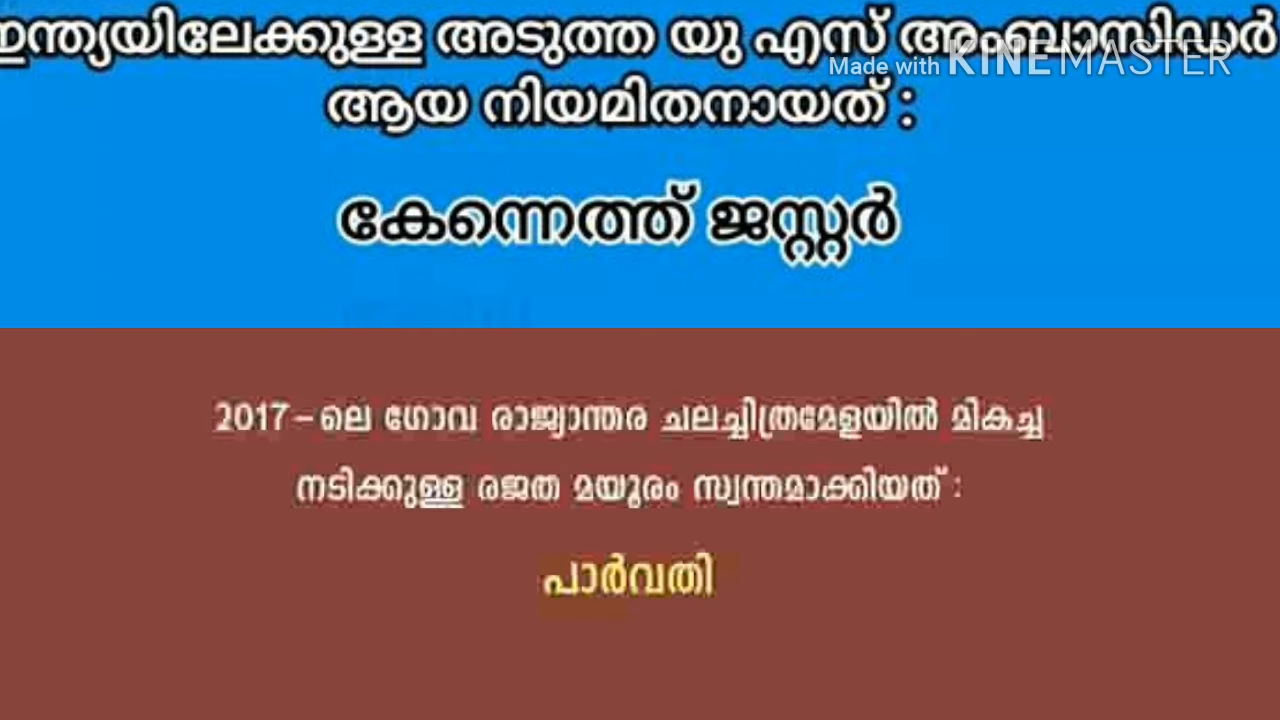 ഇന്ത്യയിലേക്കുള്ള അടുത്ത യു എസ് അംബാസിഡർ
Made with KINEMASTER
ആയ നിയമിതനായത് :
കേന്നെത്ത് ജസ്റ്റർ
2017-ലെ ഗോവ രാജ്യാന്തര ചലച്ചിത്രമേളയിൽ മികച്ച
നടിക്കുള്ള രജത മയൂരം സ്വന്തമാക്കിയത് :
പാർവതി